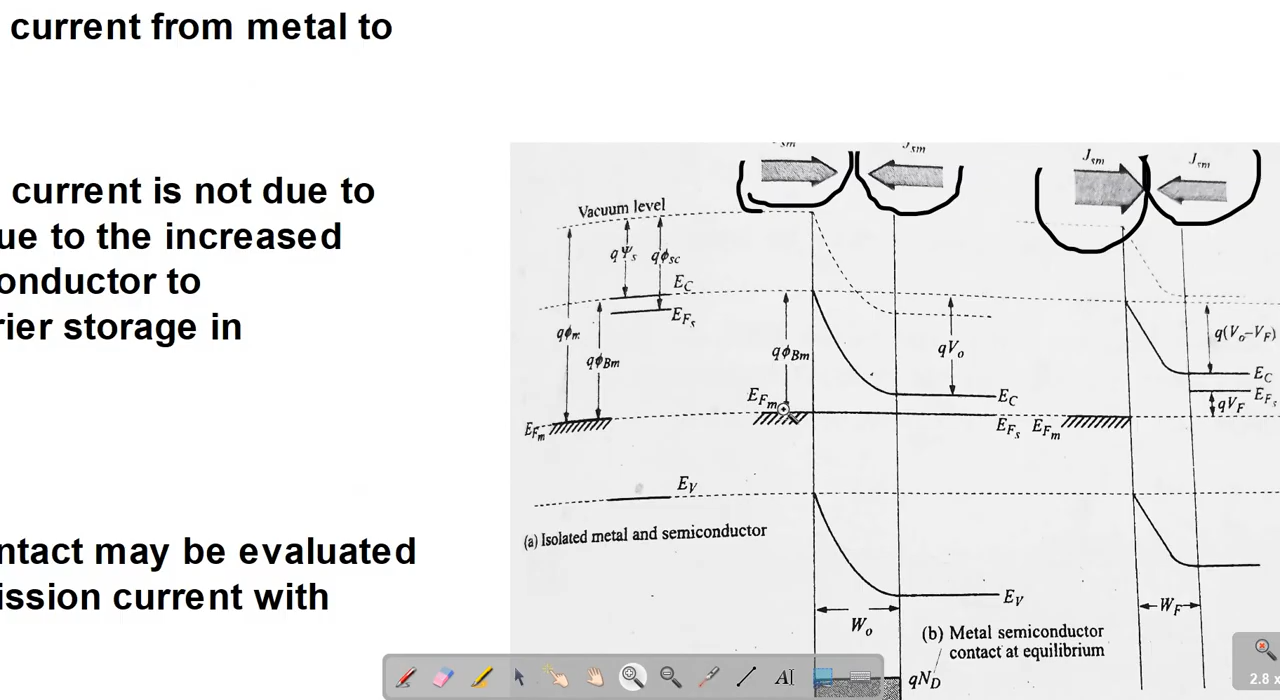 current from metal to
current is not due to
ue to the increased
onductor to
rier storage in
ntact may be evaluated
ission current with
Jsm
Jsm
Vacuum level
qΨs qϕsc
EC
EFs
qϕm
qϕBm
EFm
EV
(a) Isolated metal and semiconductor
qϕBm
EFm
qVo
EC
EFs
EV
Wo
(b) Metal semiconductor
contact at equilibrium
qND
q(Vo−VF)
EC
EFs
qVF
EFm
WF
AI
2.8 x